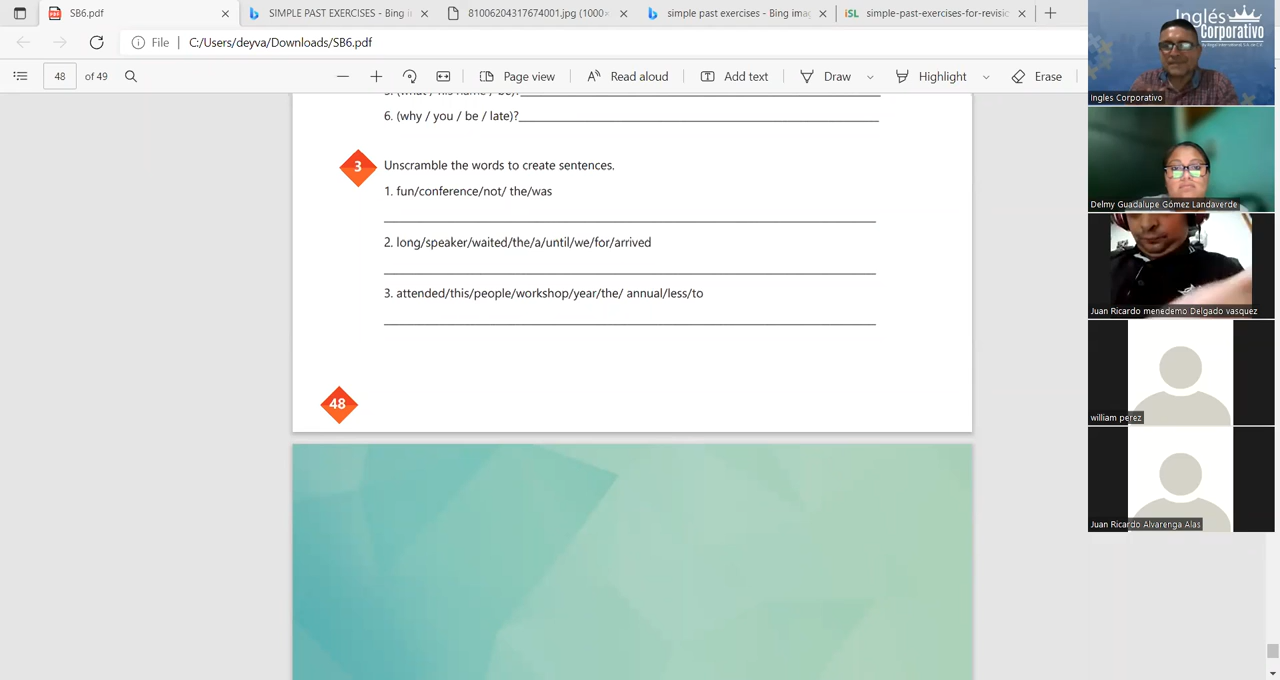 SB6.pdf
SIMPLE PAST EXERCISES - Bing i
81006204317674001.jpg (1000×
simple past exercises - Bing ima
iSL simple-past-exercises-for-revisio
File C:/Users/deyva/Downloads/SB6.pdf
48 of 49
Page view
Read aloud
Add text
Draw
Highlight
Erase
6. (why / you / be / late)?
3 Unscramble the words to create sentences.
1. fun/conference/not/ the/was
2. long/speaker/waited/the/a/until/we/for/arrived
3. attended/this/people/workshop/year/the/ annual/less/to
48
Inglés
Corporativo
Ingles Corporativo
Delmy Guadalupe Gómez Landaverde
Juan Ricardo menedemo Delgado vasquez
william perez
Juan Ricardo Alvarenga Alas